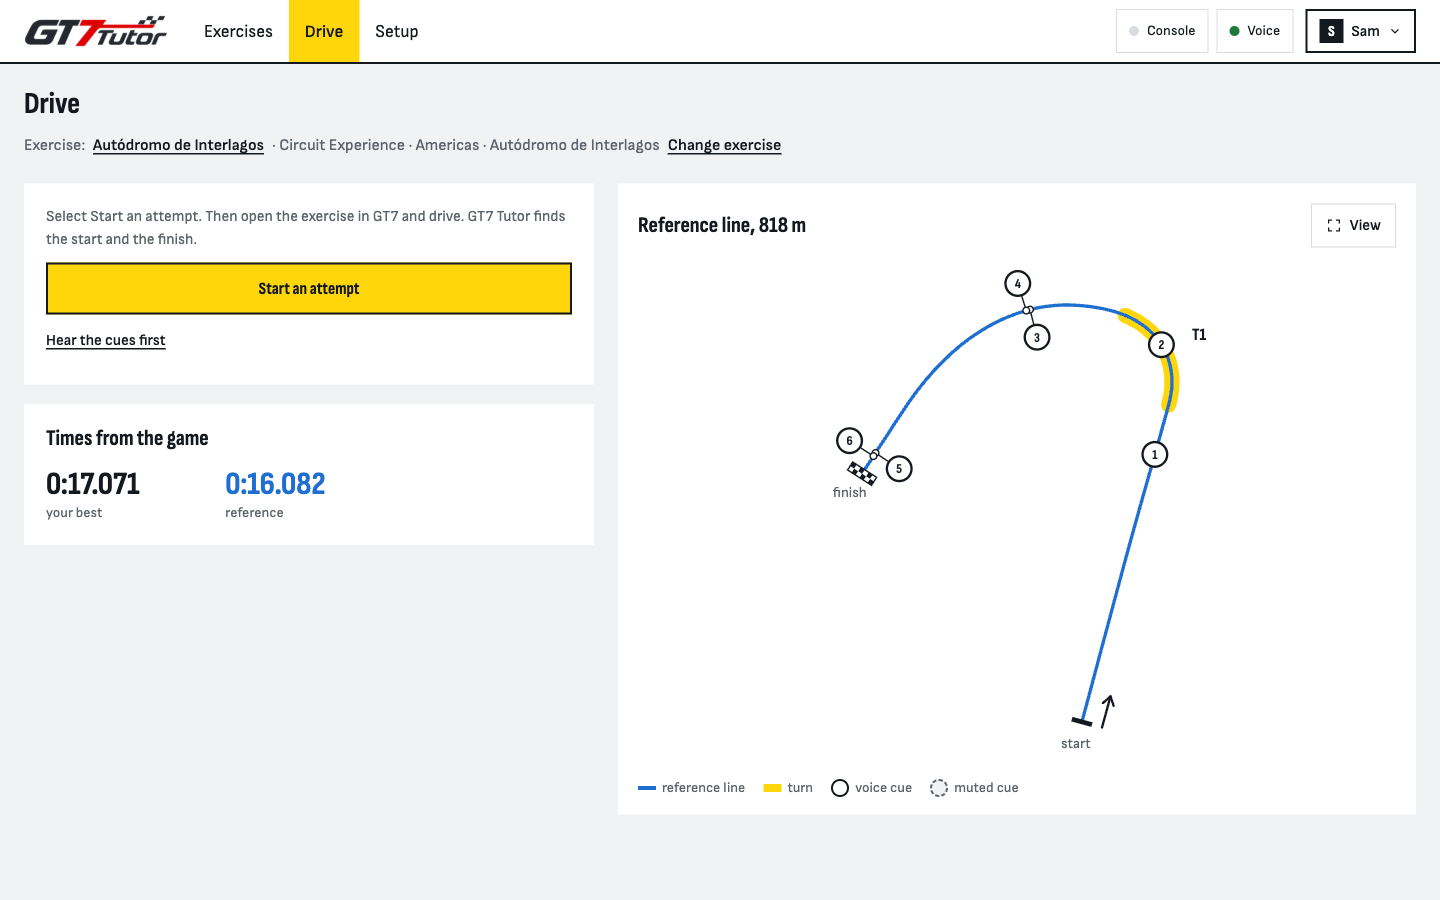 GT7 Tutor
Exercises
Drive
Setup
Console
Voice
S
Sam
Drive
Exercise: Autódromo de Interlagos · Circuit Experience · Americas · Autódromo de Interlagos Change exercise
Select Start an attempt. Then open the exercise in GT7 and drive. GT7 Tutor finds
the start and the finish.
Start an attempt
Hear the cues first
Times from the game
0:17.071
your best
0:16.082
reference
Reference line, 818 m
View
4
3
2
T1
6
5
1
finish
start
reference line
turn
voice cue
muted cue